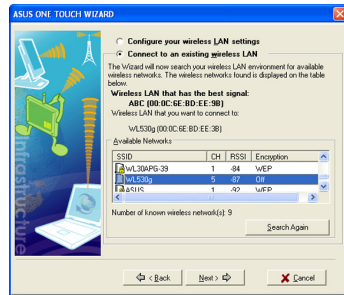 ASUS ONE TOUCH WIZARD
Configure your wireless LAN settings
Connect to an existing wireless LAN
The Wizard will now search your wireless LAN environment for available
wireless networks. The wireless networks found is displayed on the table
below.
Wireless LAN that has the best signal:
ABC (00:0C:6E:BD:EE:3B)
Wireless LAN that you want to connect to:
WL530g (00:0C:6E:BD:EE:3B)
Available Networks
SSID CH RSSI Encryption
WL30APG-39 1 -84 WEP
WL530g 5 -87 Off
ASUS 1 -92 WEP
Number of known wireless network(s): 9
Search Again
Infrastructure
< Back Next > Cancel